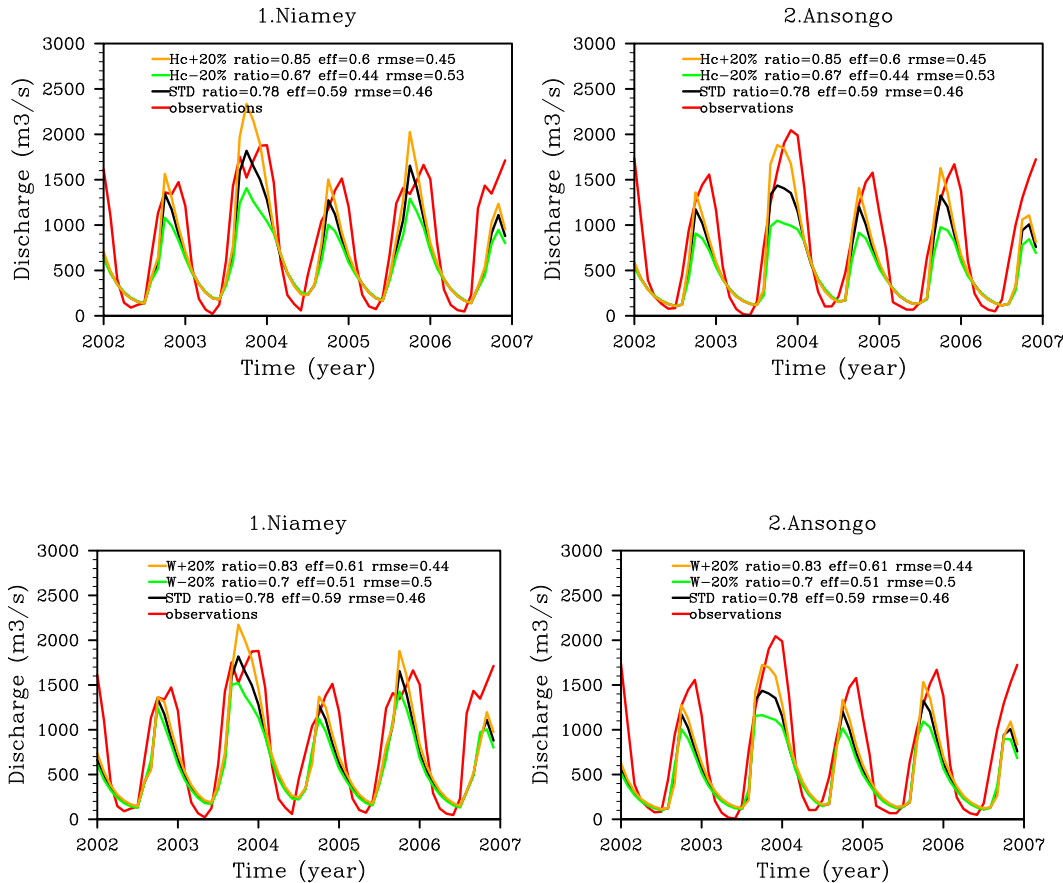 1.Niamey
3000
2500
2000
1500
1000
500
0
Discharge (m3/s)
Hc+20% ratio=0.85 eff=0.6 rmse=0.45
Hc-20% ratio=0.67 eff=0.44 rmse=0.53
STD ratio=0.78 eff=0.59 rmse=0.46
observations
2002 2003 2004 2005 2006 2007
Time (year)
2.Ansongo
3000
2500
2000
1500
1000
500
0
Discharge (m3/s)
Hc+20% ratio=0.85 eff=0.6 rmse=0.45
Hc-20% ratio=0.67 eff=0.44 rmse=0.53
STD ratio=0.78 eff=0.59 rmse=0.46
observations
2002 2003 2004 2005 2006 2007
Time (year)
1.Niamey
3000
2500
2000
1500
1000
500
0
Discharge (m3/s)
W+20% ratio=0.83 eff=0.61 rmse=0.44
W-20% ratio=0.7 eff=0.51 rmse=0.5
STD ratio=0.78 eff=0.59 rmse=0.46
observations
2002 2003 2004 2005 2006 2007
Time (year)
2.Ansongo
3000
2500
2000
1500
1000
500
0
Discharge (m3/s)
W+20% ratio=0.83 eff=0.61 rmse=0.44
W-20% ratio=0.7 eff=0.51 rmse=0.5
STD ratio=0.78 eff=0.59 rmse=0.46
observations
2002 2003 2004 2005 2006 2007
Time (year)